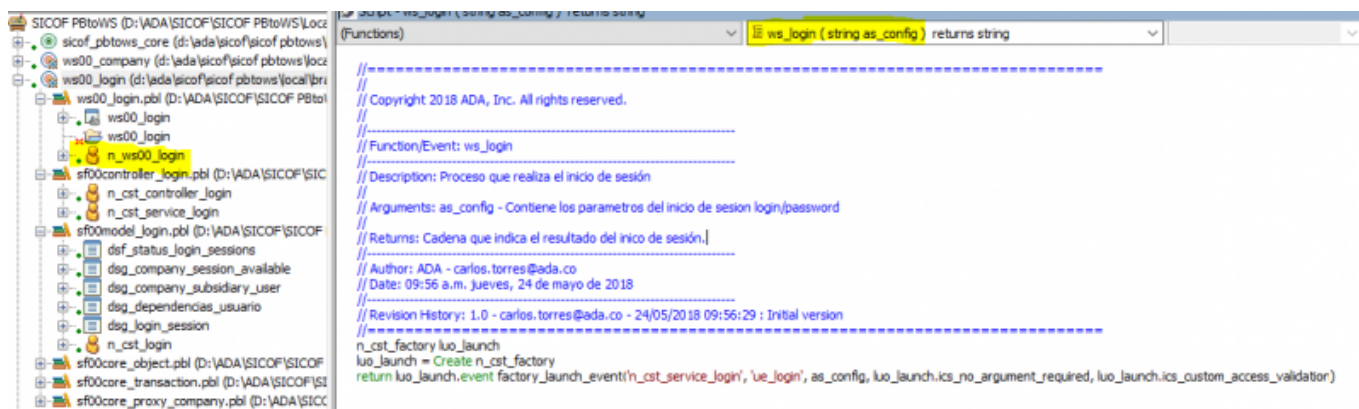 SICOF PBtoWS (D:\ADA\SICOF\SICOF PBtoWS\Loca
sicof_pbtows_core (d:\ada\sicof\sicof pbtows\
ws00_company (d:\ada\sicof\sicof pbtows\loca
ws00_login (d:\ada\sicof\sicof pbtows\local\bra
ws00_login.pbl (D:\ADA\SICOF\SICOF PBtoW
ws00_login
ws00_login
n_ws00_login
sf00controller_login.pbl (D:\ADA\SICOF\SIC
n_cst_controller_login
n_cst_service_login
sf00model_login.pbl (D:\ADA\SICOF\SICOF
dsf_status_login_sessions
dsg_company_session_available
dsg_company_subsidiary_user
dsg_dependencias_usuario
dsg_login_session
n_cst_login
sf00core_object.pbl (D:\ADA\SICOF\SICOF
sf00core_transaction.pbl (D:\ADA\SICOF\SI
sf00core_proxy_company.pbl (D:\ADA\SICO
Script - ws_login ( string as_config ) returns string
(Functions)
ws_login ( string as_config ) returns string
//==============================================================================
//
// Copyright 2018 ADA, Inc. All rights reserved.
//
//------------------------------------------------------------------------------
// Function/Event: ws_login
//------------------------------------------------------------------------------
// Description: Proceso que realiza el inicio de sesión
//
// Arguments: as_config - Contiene los parametros del inicio de sesion login/password
//
// Returns: Cadena que indica el resultado del inico de sesión.
//------------------------------------------------------------------------------
// Author: ADA - carlos.torres@ada.co
// Date: 09:56 a.m. jueves, 24 de mayo de 2018
//------------------------------------------------------------------------------
// Revision History: 1.0 - carlos.torres@ada.co - 24/05/2018 09:56:29 : Initial version
//==============================================================================
n_cst_factory luo_launch
luo_launch = Create n_cst_factory
return luo_launch.event factory_launch_event('n_cst_service_login', 'ue_login', as_config, luo_launch.ics_no_argument_required, luo_launch.ics_custom_access_validation)